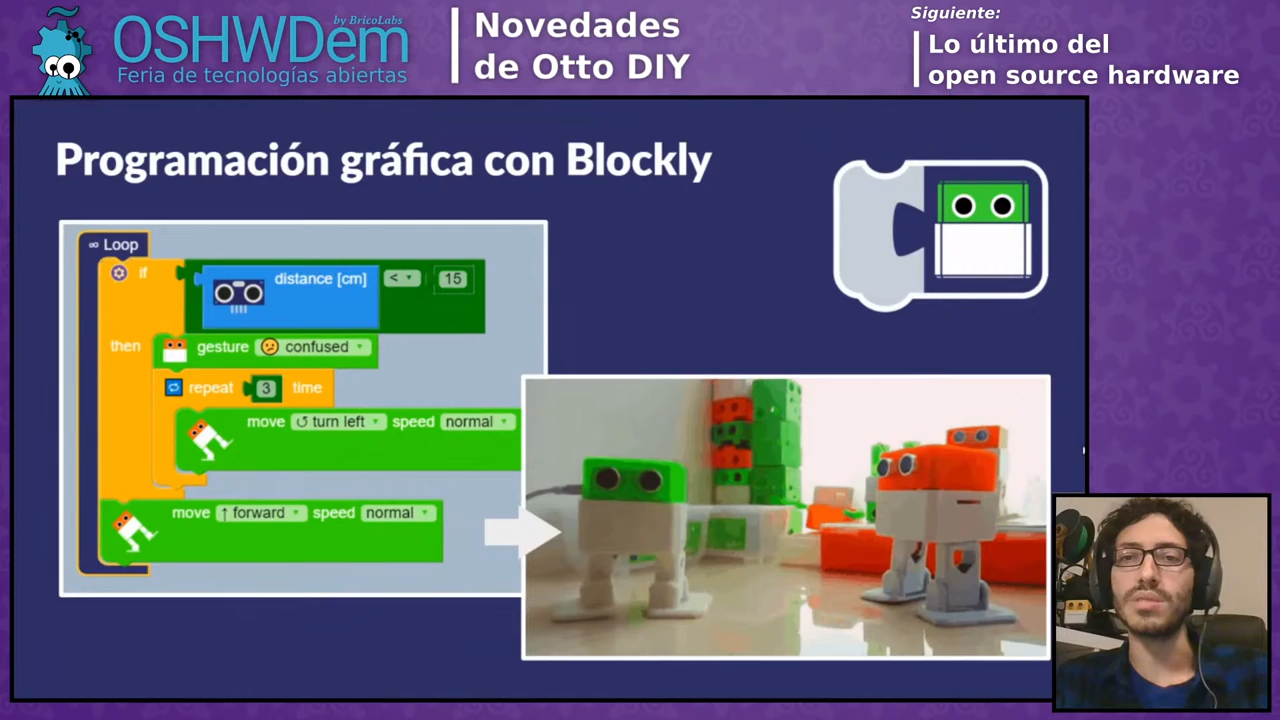 by BricoLabs
OSHWDem
Feria de tecnologías abiertas
Novedades
de Otto DIY
Siguiente:
Lo último del
open source hardware
Programación gráfica con Blockly
∞ Loop
if
distance [cm] < 15
then
gesture confused
repeat 3 time
move ↺ turn left speed normal
move ↑ forward speed normal